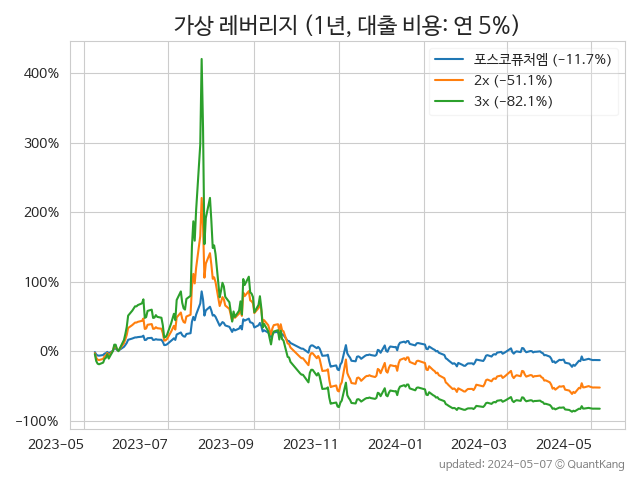 가상 레버리지 (1년, 대출 비용: 연 5%)
포스코퓨처엠 (-11.7%)
2x (-51.1%)
3x (-82.1%)
400%
300%
200%
100%
0%
-100%
2023-05 2023-07 2023-09 2023-11 2024-01 2024-03 2024-05
updated: 2024-05-07 © QuantKang